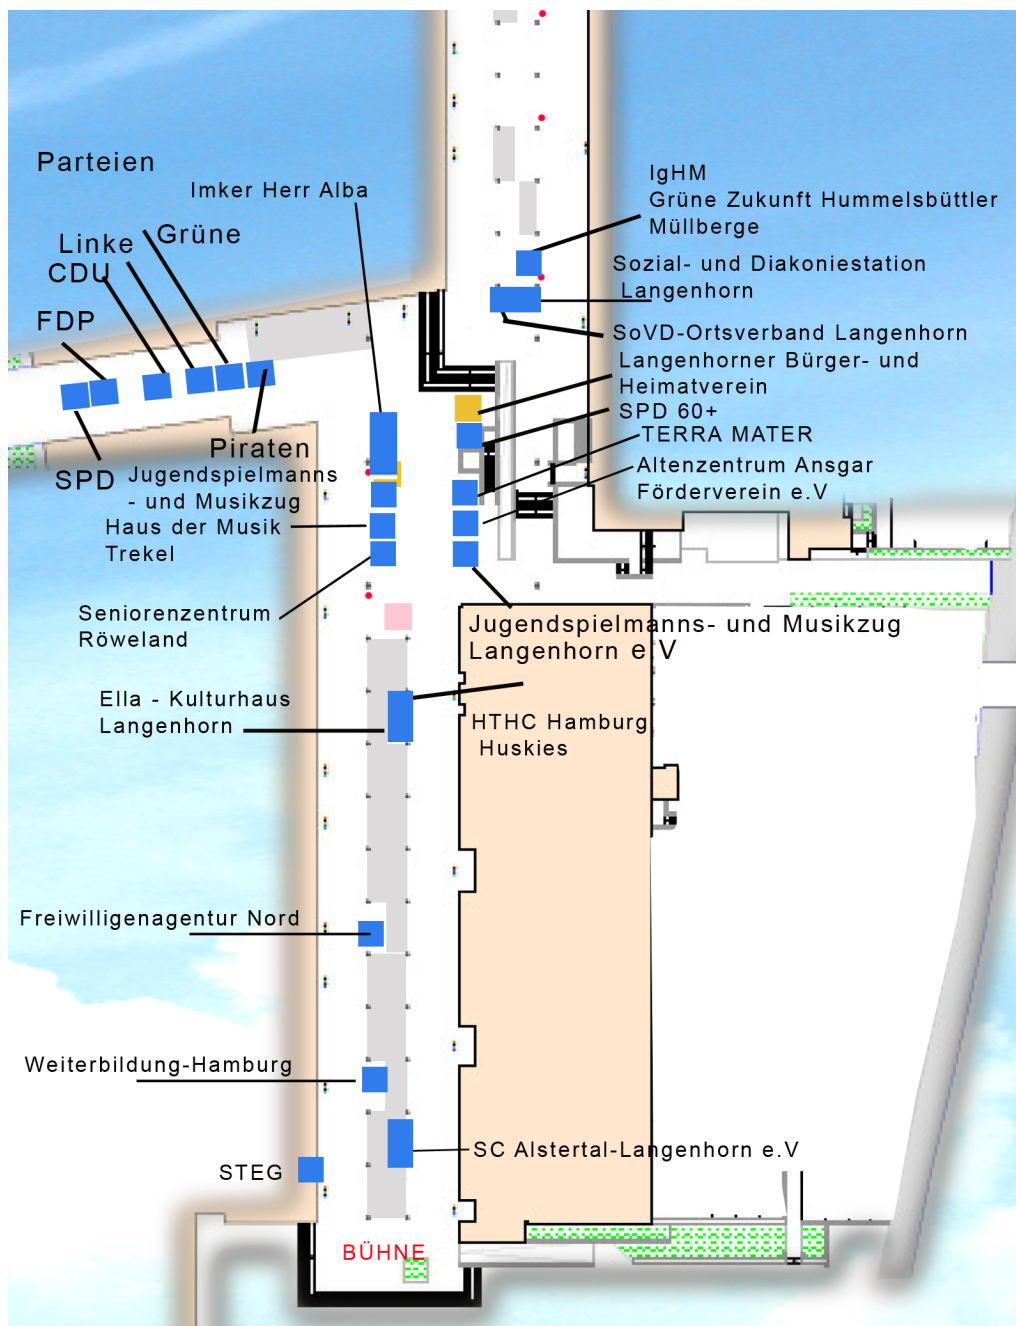 Parteien
Imker Herr Alba
IgHM
Grüne Zukunft Hummelsbüttler
Müllberge
Grüne
Linke
CDU
FDP
Sozial- und Diakoniestation
Langenhorn
SoVD-Ortsverband Langenhorn
Langenhorner Bürger- und
Heimatverein
SPD 60+
TERRA MATER
Altenzentrum Ansgar
Förderverein e.V
Piraten
SPD
Jugendspielmanns
- und Musikzug
Haus der Musik
Trekel
Seniorenzentrum
Röweland
Jugendspielmanns- und Musikzug
Langenhorn e.V
Ella - Kulturhaus
Langenhorn
HTHC Hamburg
Huskies
Freiwilligenagentur Nord
Weiterbildung-Hamburg
SC Alstertal-Langenhorn e.V
STEG
BÜHNE